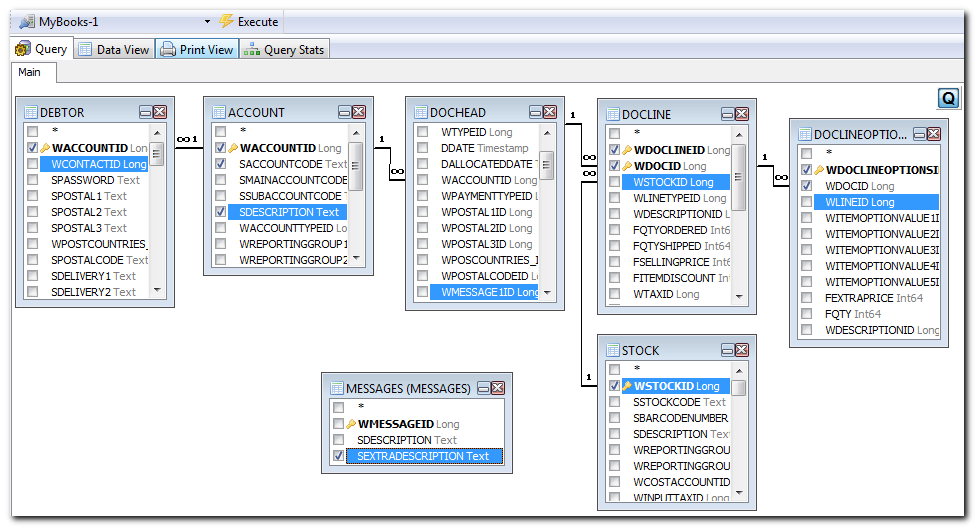 MyBooks-1 Execute
Query Data View Print View Query Stats
Main
Q
DEBTOR
*
WACCOUNTID Lon
WCONTACTID Long
SPASSWORD Text
SPOSTAL1 Text
SPOSTAL2 Text
SPOSTAL3 Text
WPOSTCOUNTRIES_
SPOSTALCODE Text
SDELIVERY1 Text
SDELIVERY2 Text
∞ 1
ACCOUNT
*
WACCOUNTID Long
SACCOUNTCODE Text
SMAINACCOUNTCODE
SSUBACCOUNTCODE T
SDESCRIPTION Text
WACCOUNTTYPEID Lo
WREPORTINGGROUP1
WREPORTINGGROUP2
1
∞
DOCHEAD
WTYPEID Long
DDATE Timestamp
DALLOCATEDDATE T
WACCOUNTID Long
WPAYMENTTYPEID L
WPOSTAL1ID Long
WPOSTAL2ID Long
WPOSTAL3ID Long
WPOSCOUNTRIES_I
WPOSTALCODEID L
WMESSAGE1ID Long
1
∞
∞
1
DOCLINE
*
WDOCLINEID Long
WDOCID Long
WSTOCKID Long
WLINETYPEID Long
WDESCRIPTIONID L
FQTYORDERED Int64
FQTYSHIPPED Int64
FSELLINGPRICE Int64
FITEMDISCOUNT Int64
WTAXID Long
1
∞
DOCLINEOPTIO...
*
WDOCLINEOPTIONSI
WDOCID Long
WLINEID Long
WITEMOPTIONVALUE1I
WITEMOPTIONVALUE2I
WITEMOPTIONVALUE3I
WITEMOPTIONVALUE4I
WITEMOPTIONVALUE5I
FEXTRAPRICE Int64
FQTY Int64
WDESCRIPTIONID Long
STOCK
*
WSTOCKID Long
SSTOCKCODE Text
SBARCODENUMBER
SDESCRIPTION Text
WREPORTINGGROU
WREPORTINGGROU
WCOSTACCOUNTID
WINPUTTAXID Long
MESSAGES (MESSAGES)
*
WMESSAGEID Long
SDESCRIPTION Text
SEXTRADESCRIPTION Text